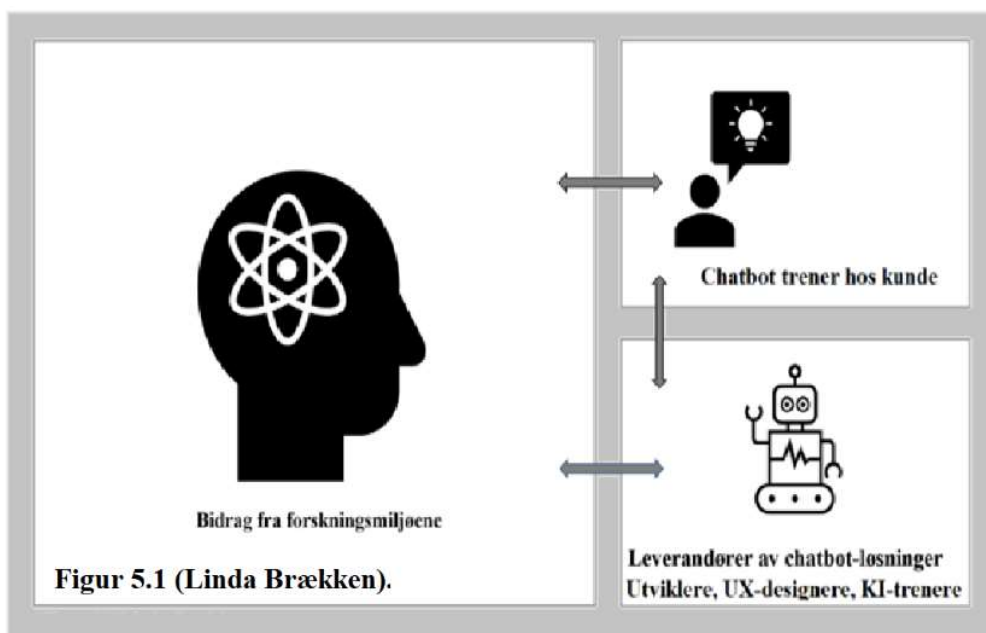 Bidrag fra forskningsmiljøene
Figur 5.1 (Linda Brækken).
Chatbot trener hos kunde
Leverandører av chatbot-løsninger
Utviklere, UX-designere, KI-trenere